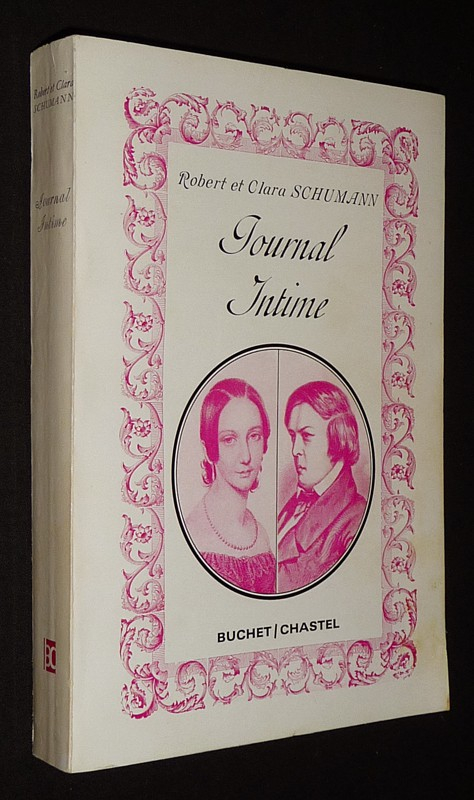 Robert et Clara
SCHUMANN
Journal
Intime
BC
Robert et Clara SCHUMANN
Journal
Intime
BUCHET/CHASTEL